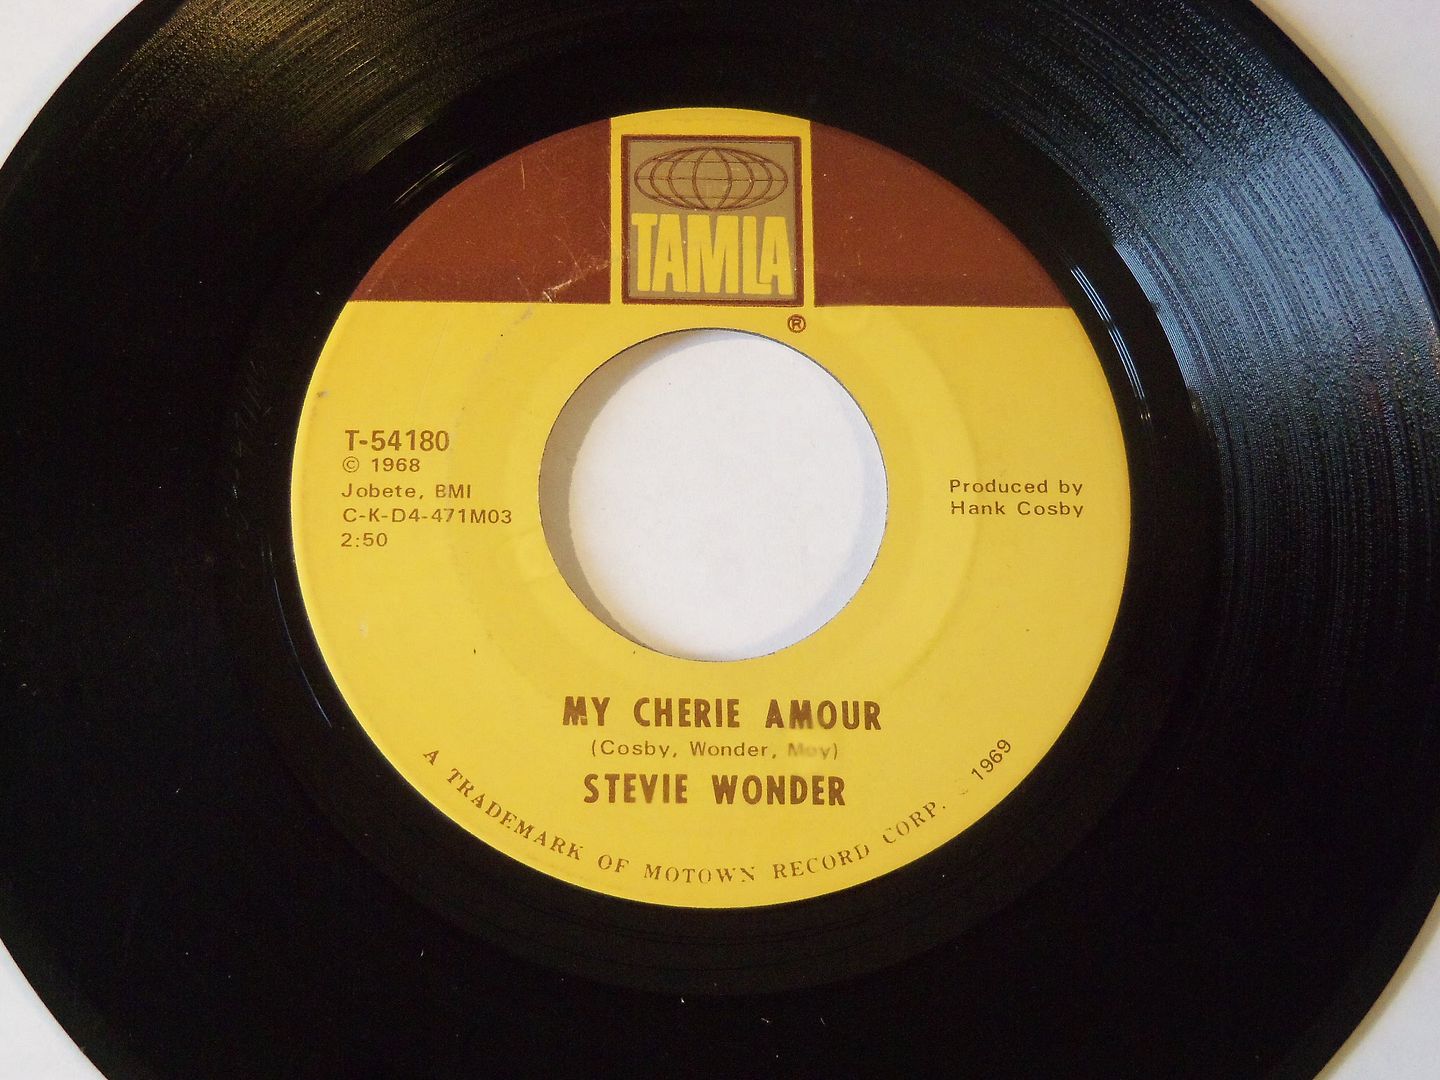 TAMLA
®
T-54180
© 1968
Jobete, BMI
C-K-D4-471M03
2:50
Produced by
Hank Cosby
MY CHERIE AMOUR
(Cosby, Wonder, Moy)
STEVIE WONDER
A TRADEMARK OF MOTOWN RECORD CORP. 1969